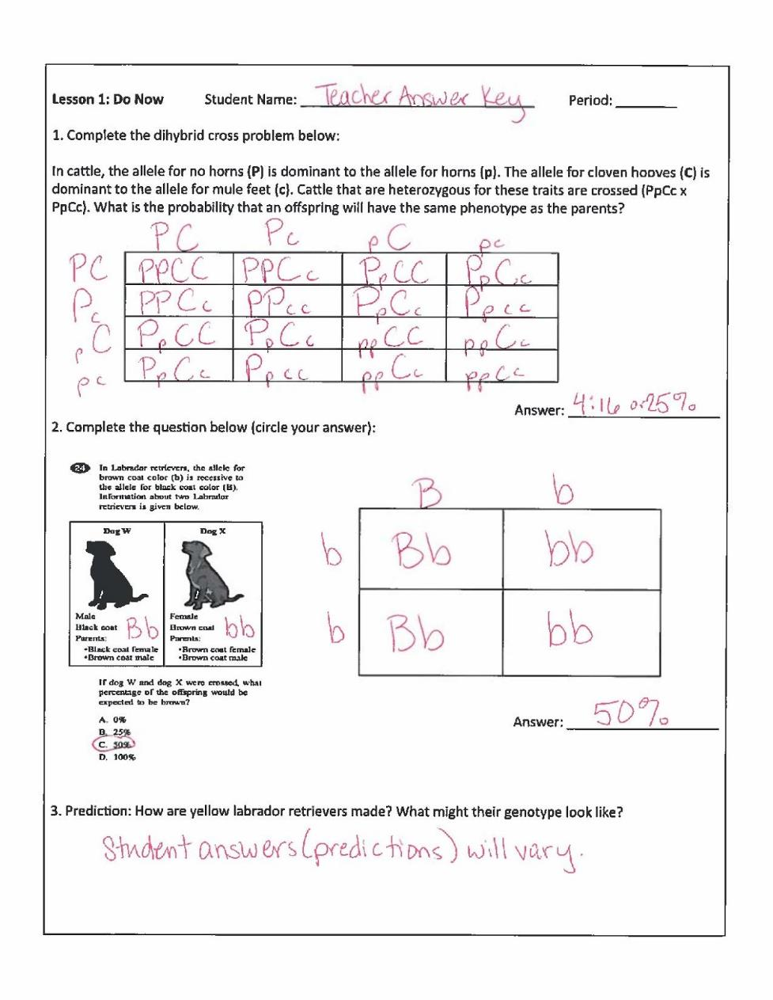 Lesson 1: Do Now Student Name: Teacher Answer Key Period:
1. Complete the dihybrid cross problem below:
In cattle, the allele for no horns (P) is dominant to the allele for horns (p). The allele for cloven hooves (C) is
dominant to the allele for mule feet (c). Cattle that are heterozygous for these traits are crossed (PpCc x
PpCc). What is the probability that an offspring will have the same phenotype as the parents?
PC Pc pC pc
PC PPCC PPCc PpCC PpCc
Pc PPCc PPcc PpCc Ppcc
pC PpCC PpCc ppCC ppCc
pc PpCc Ppcc ppCc ppcc
Answer: 4:16 or 25%
2. Complete the question below (circle your answer):
24 In Labrador retrievers, the allele for
brown coat color (b) is recessive to
the allele for black coat color (B).
Information about two Labrador
retrievers is given below.
B b
Dog W Dog X
b Bb bb
Male Female
Black coat Bb Brown coat bb
Parents: Parents:
b Bb bb
•Black coat female •Brown coat female
•Brown coat male •Brown coat male
If dog W and dog X were crossed, what
percentage of the offspring would be
expected to be brown?
A. 0%
B. 25%
C. 50%
D. 100%
Answer: 50%
3. Prediction: How are yellow labrador retrievers made? What might their genotype look like?
Student answers (predictions) will vary.